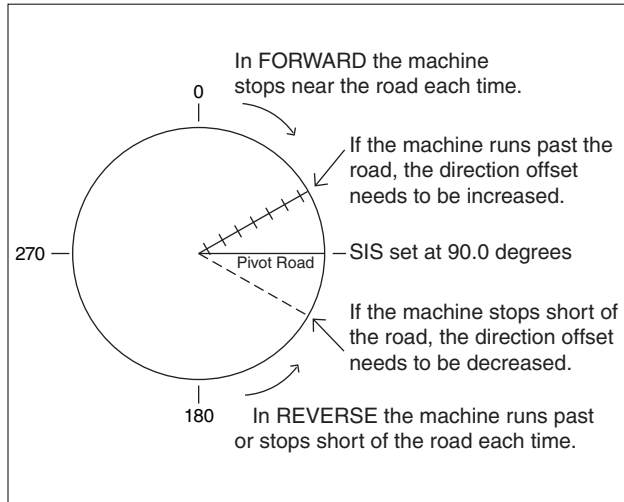 In FORWARD the machine
stops near the road each time.
0
If the machine runs past the
road, the direction offset
needs to be increased.
270
SIS set at 90.0 degrees
Pivot Road
If the machine stops short of
the road, the direction offset
needs to be decreased.
180
In REVERSE the machine runs past
or stops short of the road each time.